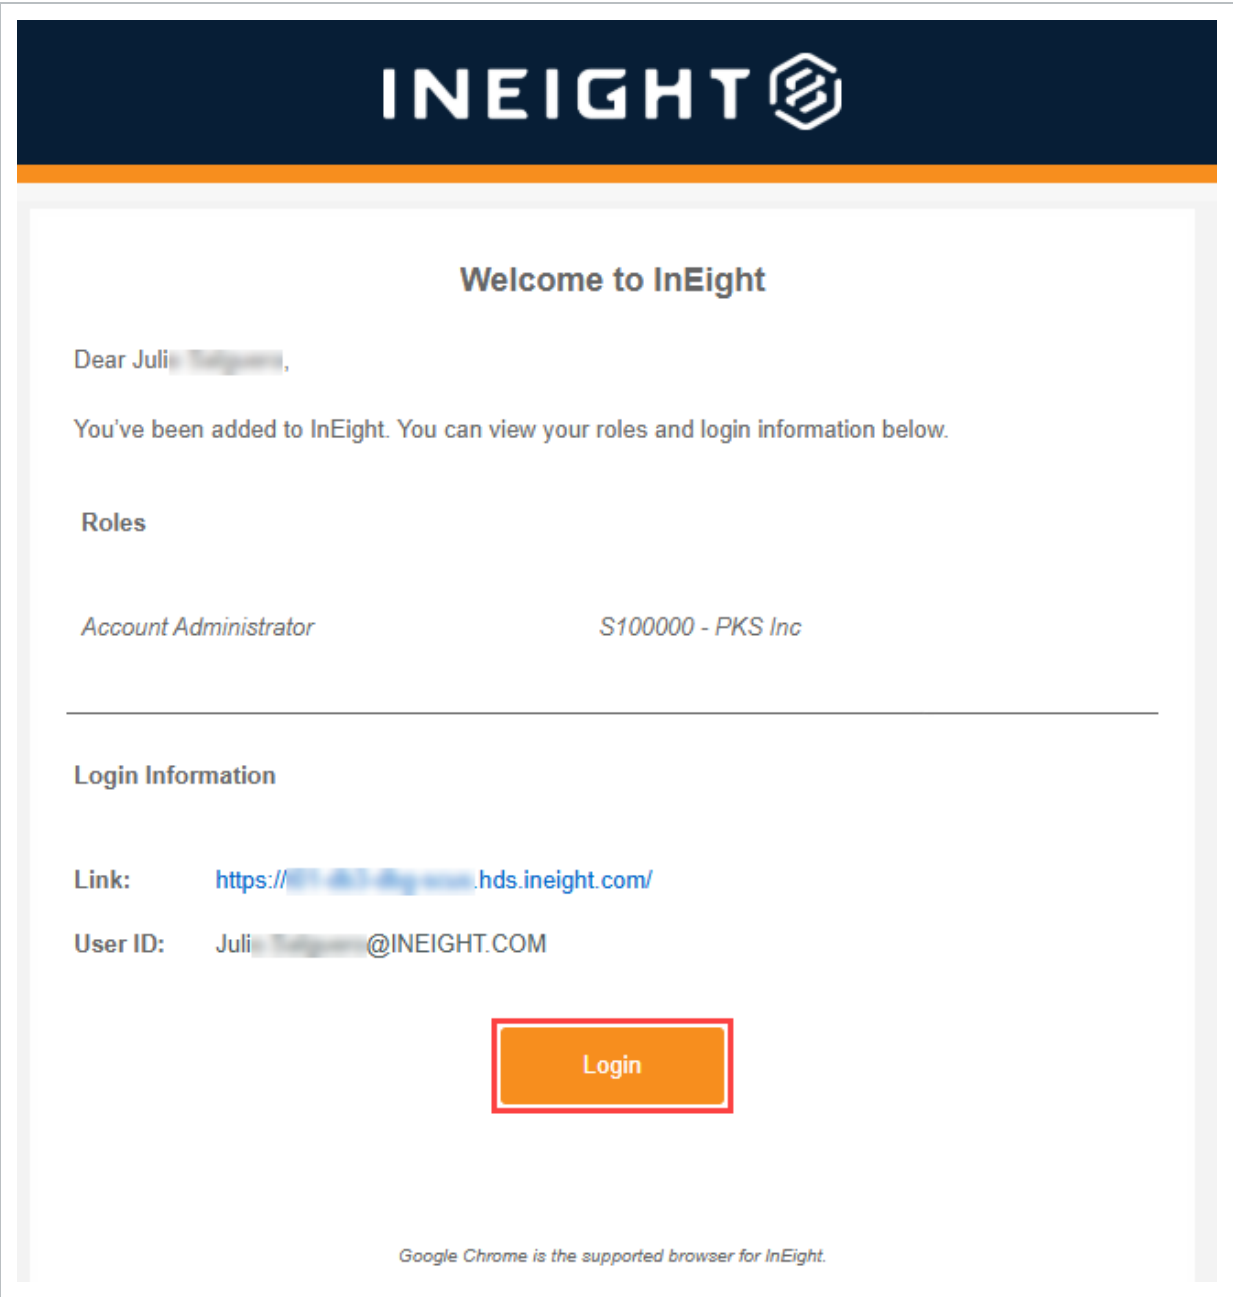 INEIGHT
Welcome to InEight
Dear Juli ,
You've been added to InEight. You can view your roles and login information below.
Roles
Account Administrator S100000 - PKS Inc
Login Information
Link: https:// .hds.ineight.com/
User ID: Juli @INEIGHT.COM
Login
Google Chrome is the supported browser for InEight.